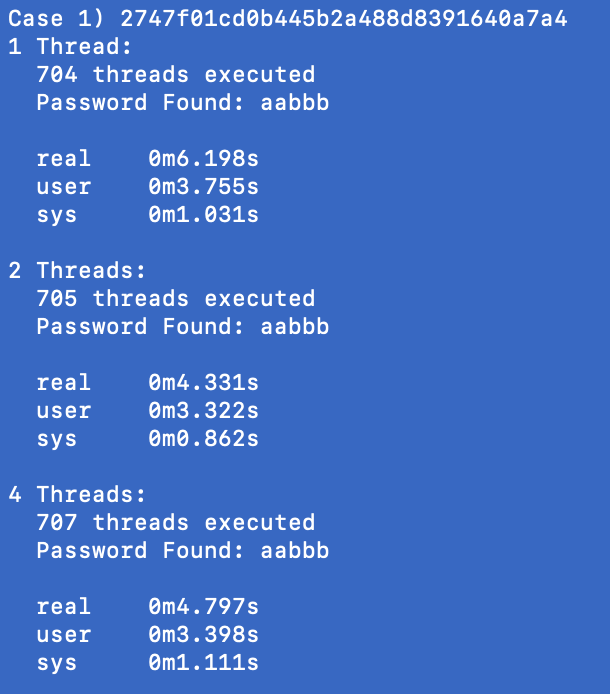 Case 1) 2747f01cd0b445b2a488d8391640a7a4
1 Thread:
704 threads executed
Password Found: aabbb
real 0m6.198s
user 0m3.755s
sys 0m1.031s
2 Threads:
705 threads executed
Password Found: aabbb
real 0m4.331s
user 0m3.322s
sys 0m0.862s
4 Threads:
707 threads executed
Password Found: aabbb
real 0m4.797s
user 0m3.398s
sys 0m1.111s